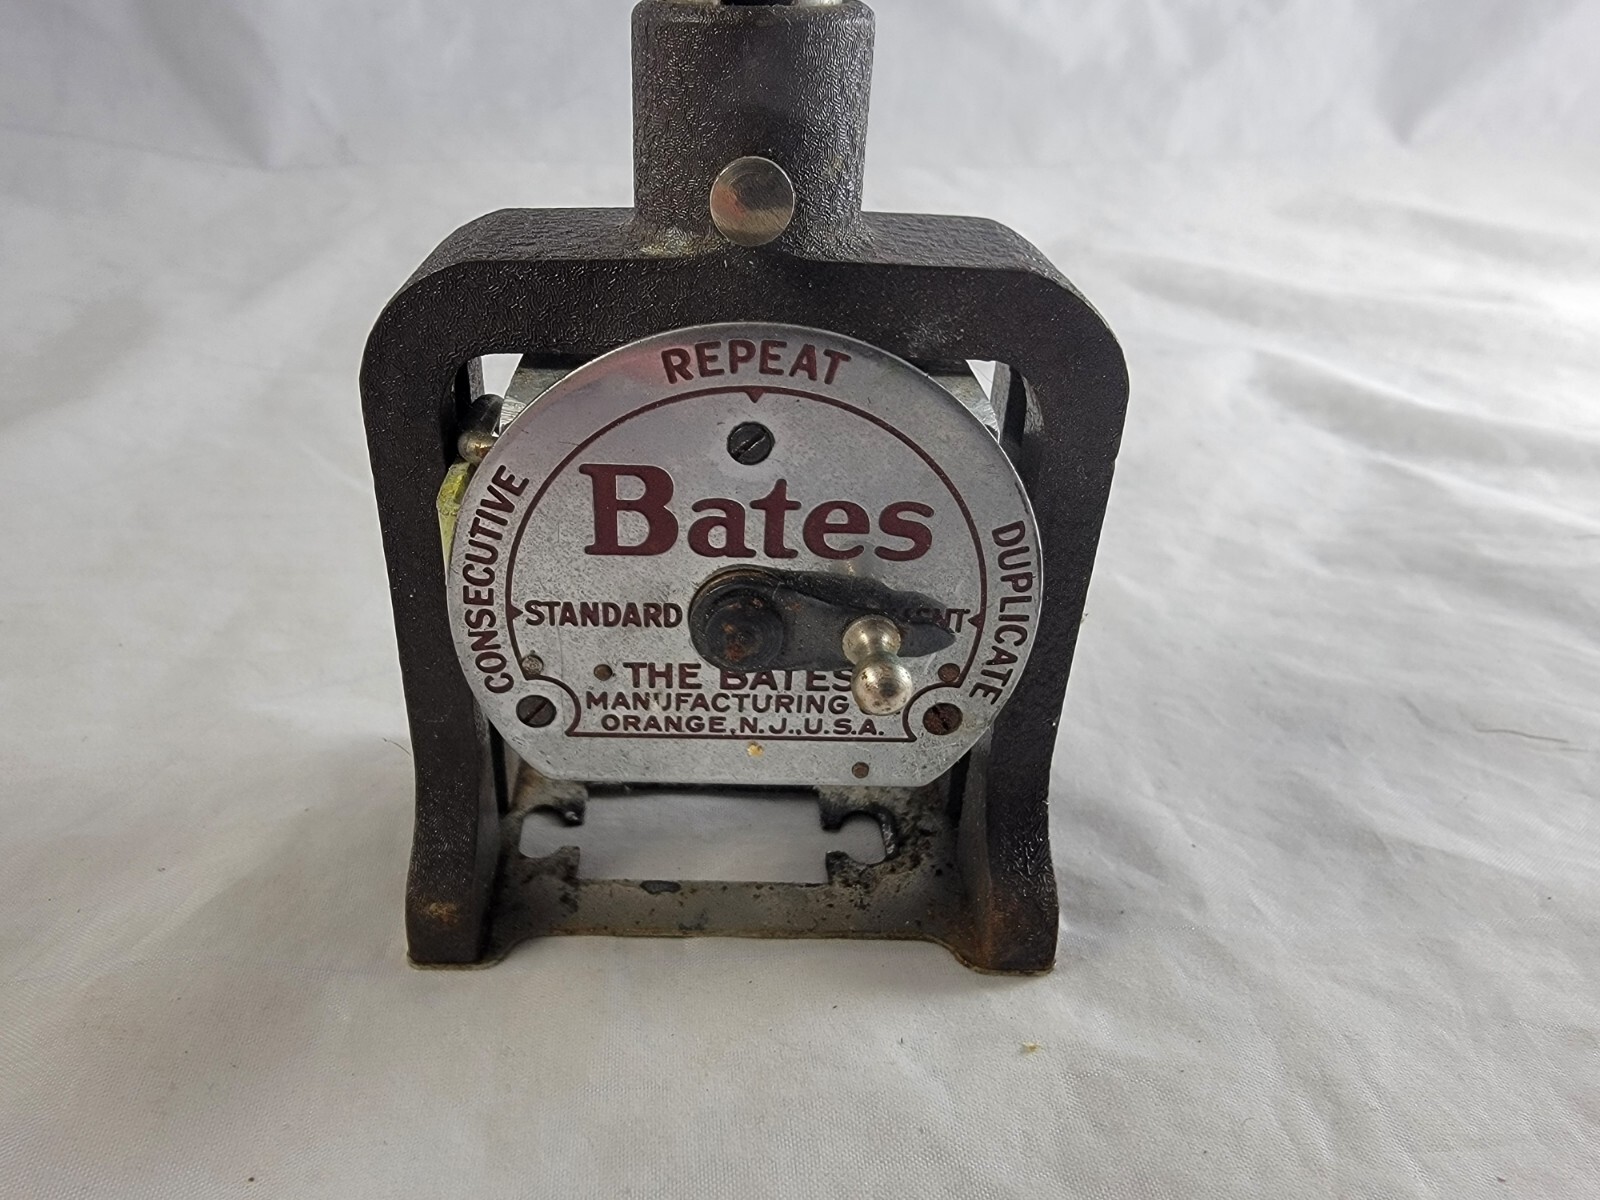 REPEAT
CONSECUTIVE
DUPLICATE
Bates
STANDARD
THE BATES
MANUFACTURING
ORANGE, N.J., U.S.A.